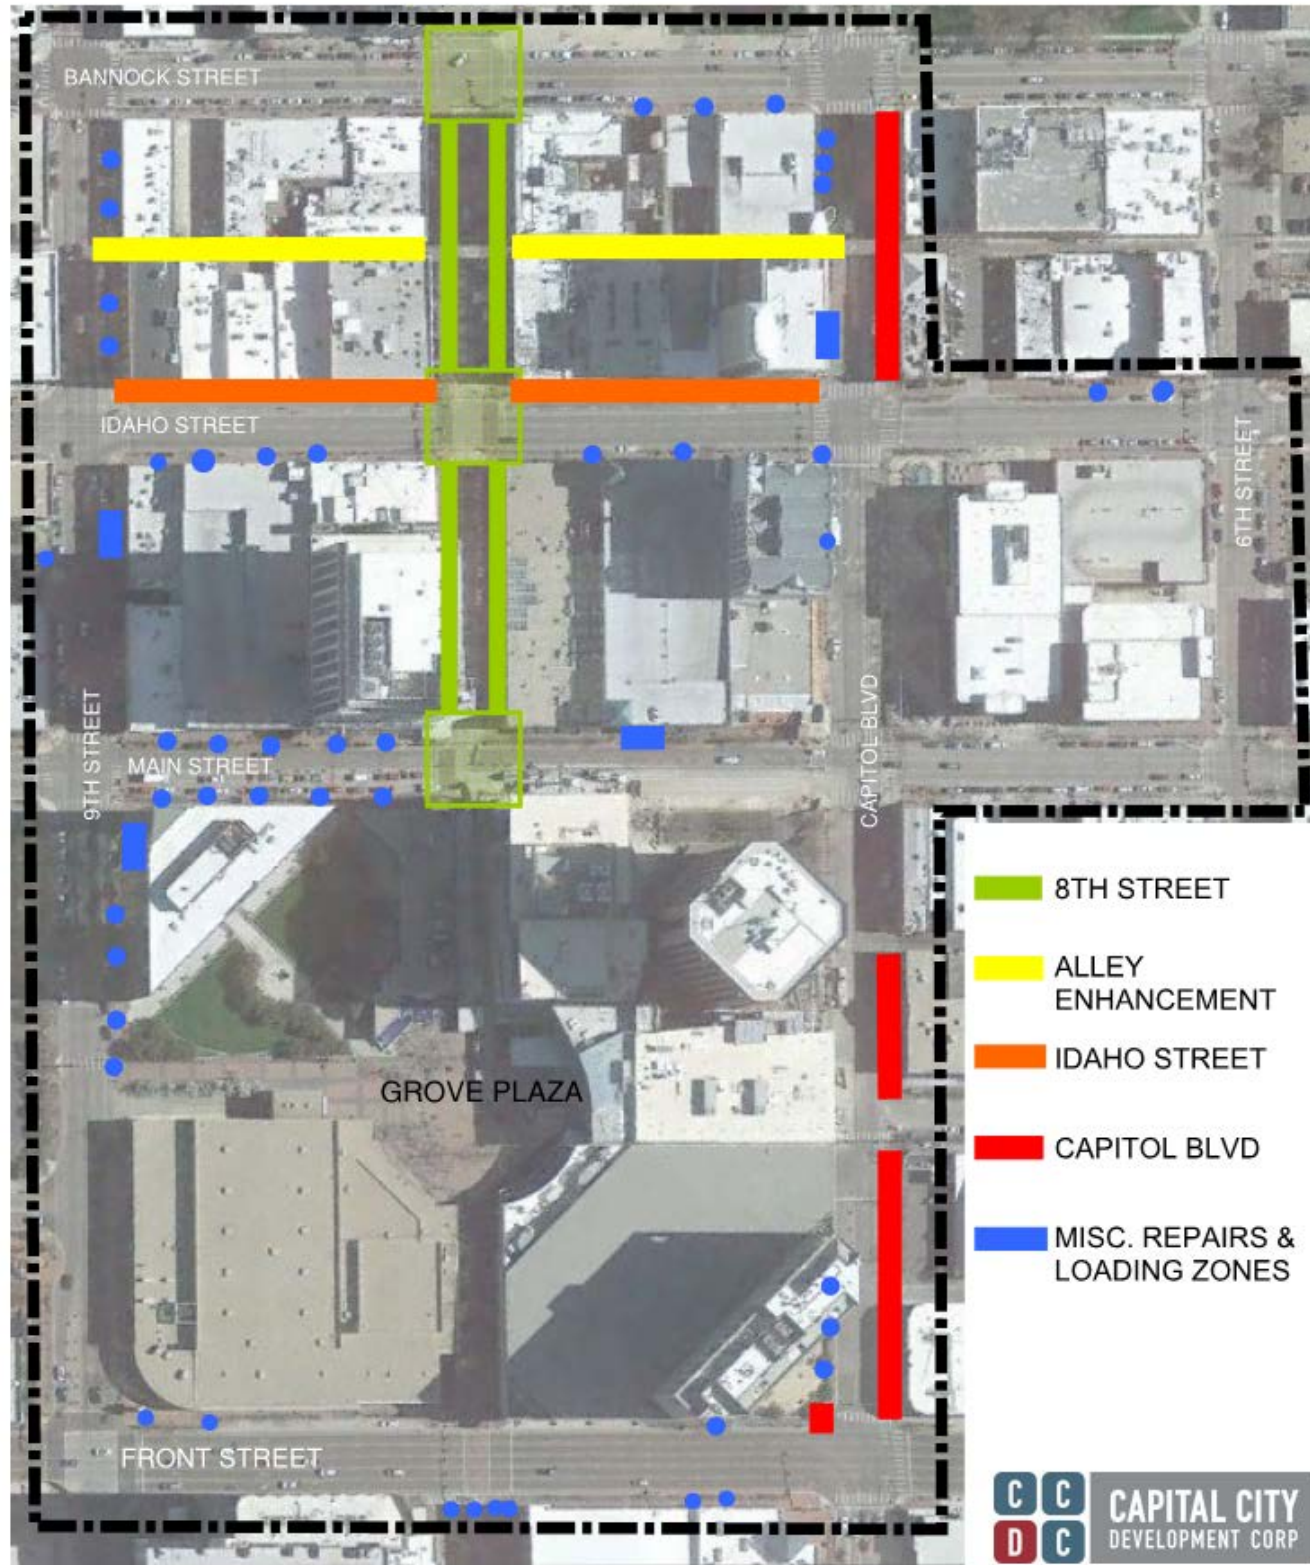 BANNOCK STREET
IDAHO STREET
6TH STREET
9TH STREET
MAIN STREET
CAPITOL BLVD
8TH STREET
ALLEY
ENHANCEMENT
IDAHO STREET
GROVE PLAZA
CAPITOL BLVD
MISC. REPAIRS &
LOADING ZONES
FRONT STREET
C C
D C
CAPITAL CITY
DEVELOPMENT CORP